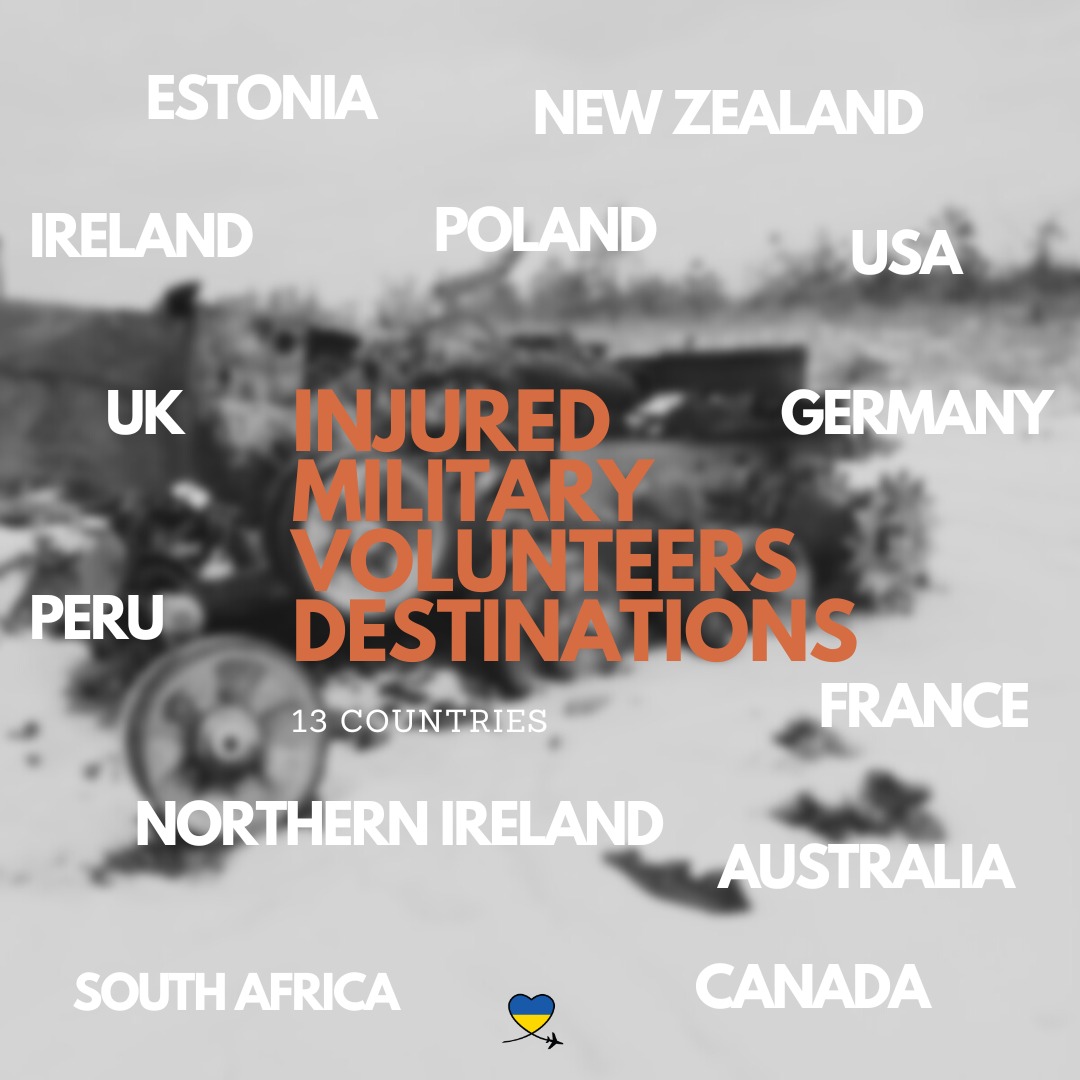 ESTONIA
NEW ZEALAND
IRELAND
POLAND
USA
UK
GERMANY
INJURED
MILITARY
VOLUNTEERS
DESTINATIONS
PERU
FRANCE
13 COUNTRIES
NORTHERN IRELAND
AUSTRALIA
SOUTH AFRICA
CANADA